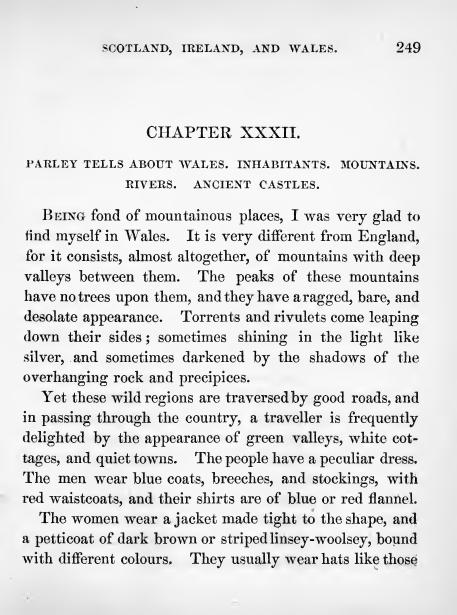 SCOTLAND, IRELAND, AND WALES. 249
CHAPTER XXXII.
PARLEY TELLS ABOUT WALES. INHABITANTS. MOUNTAINS.
RIVERS. ANCIENT CASTLES.
BEING fond of mountainous places, I was very glad to
find myself in Wales. It is very different from England,
for it consists, almost altogether, of mountains with deep
valleys between them. The peaks of these mountains
have no trees upon them, and they have a ragged, bare, and
desolate appearance. Torrents and rivulets come leaping
down their sides; sometimes shining in the light like
silver, and sometimes darkened by the shadows of the
overhanging rock and precipices.
Yet these wild regions are traversed by good roads, and
in passing through the country, a traveller is frequently
delighted by the appearance of green valleys, white cot-
tages, and quiet towns. The people have a peculiar dress.
The men wear blue coats, breeches, and stockings, with
red waistcoats, and their shirts are of blue or red flannel.
The women wear a jacket made tight to the shape, and
a petticoat of dark brown or striped linsey-woolsey, bound
with different colours. They usually wear hats like those